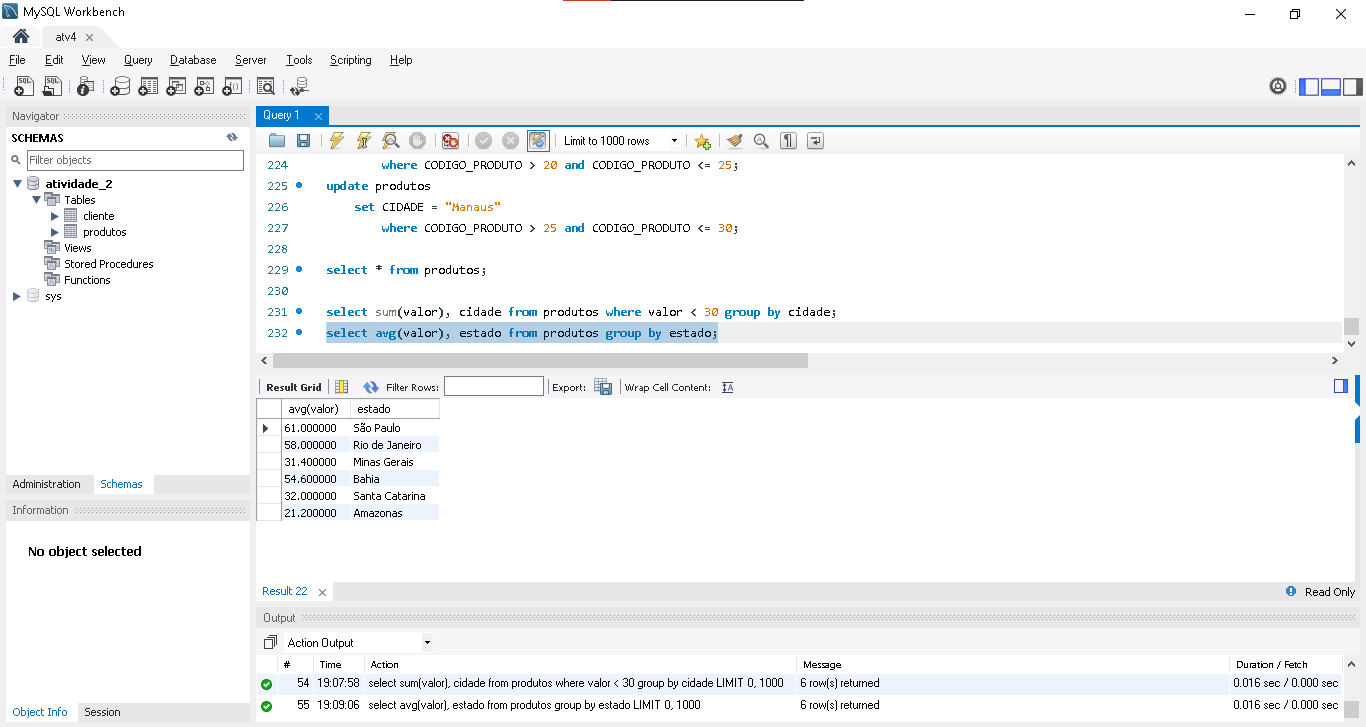 MySQL Workbench
atv4
File Edit View Query Database Server Tools Scripting Help
Navigator
SCHEMAS
Filter objects
atividade_2
Tables
cliente
produtos
Views
Stored Procedures
Functions
sys
Administration Schemas
Information
No object selected
Object Info Session
Query 1
Limit to 1000 rows
224 where CODIGO_PRODUTO > 20 and CODIGO_PRODUTO <= 25;
225 update produtos
226 set CIDADE = "Manaus"
227 where CODIGO_PRODUTO > 25 and CODIGO_PRODUTO <= 30;
228
229 select * from produtos;
230
231 select sum(valor), cidade from produtos where valor < 30 group by cidade;
232 select avg(valor), estado from produtos group by estado;
Result Grid Filter Rows: Export: Wrap Cell Content:
avg(valor) estado
61.000000 São Paulo
58.000000 Rio de Janeiro
31.400000 Minas Gerais
54.600000 Bahia
32.000000 Santa Catarina
21.200000 Amazonas
Result 22 Read Only
Output
Action Output
# Time Action Message Duration / Fetch
54 19:07:58 select sum(valor), cidade from produtos where valor < 30 group by cidade LIMIT 0, 1000 6 row(s) returned 0.016 sec / 0.000 sec
55 19:09:06 select avg(valor), estado from produtos group by estado LIMIT 0, 1000 6 row(s) returned 0.016 sec / 0.000 sec